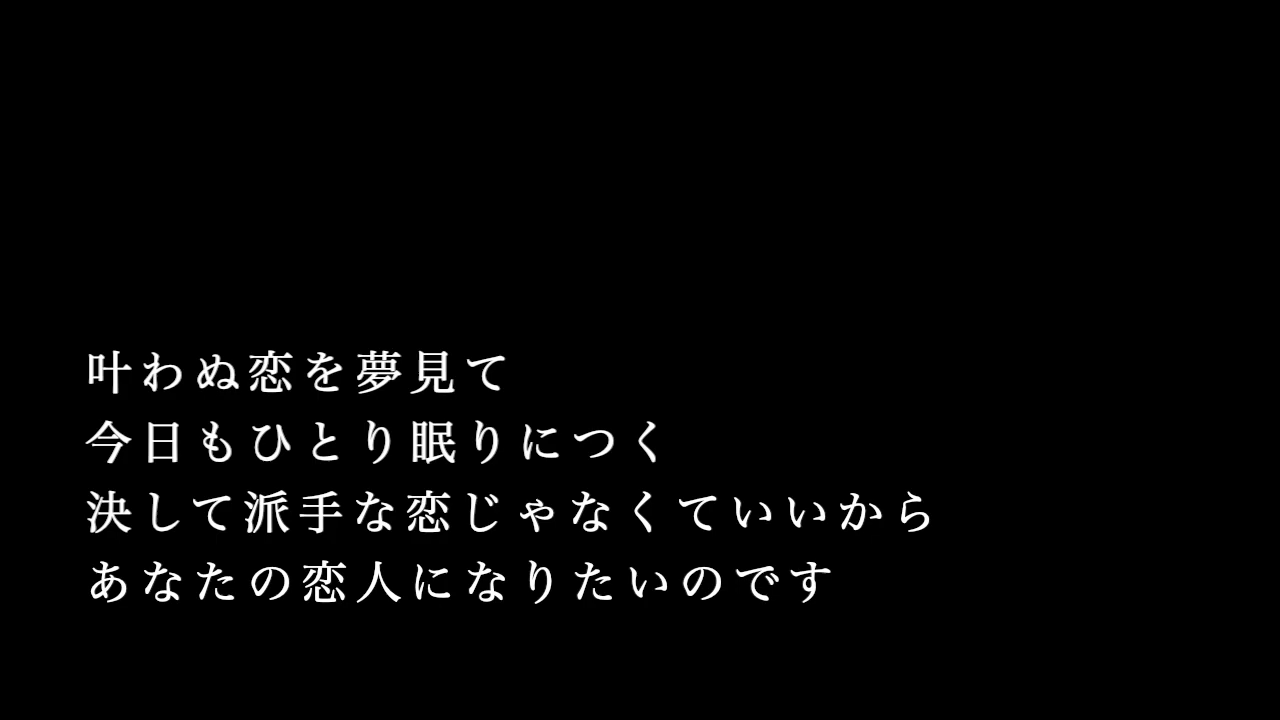 叶わぬ恋を夢見て
今日もひとり眠りにつく
決して派手な恋じゃなくていいから
あなたの恋人になりたいのです